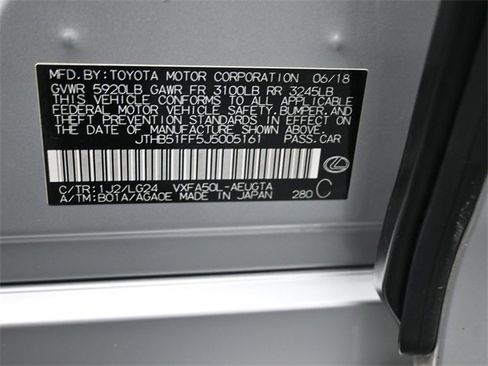 MFD.BY:TOYOTA MOTOR CORPORATION 06/18
GVWR 5920LB GAWR FR 3100LB RR 3245LB
THIS VEHICLE CONFORMS TO ALL APPLICABLE
FEDERAL MOTOR VEHICLE SAFETY,BUMPER,AND
THEFT PREVENTION STANDARDS IN EFFECT ON
THE DATE OF MANUFACTURE SHOWN ABOVE.
JTHB51FF5J5005161 PASS.CAR
C/TR:1J2/LG24 VXFA50L-AEUGTA
A/TM:B01A/AGA0E MADE IN JAPAN 280 C